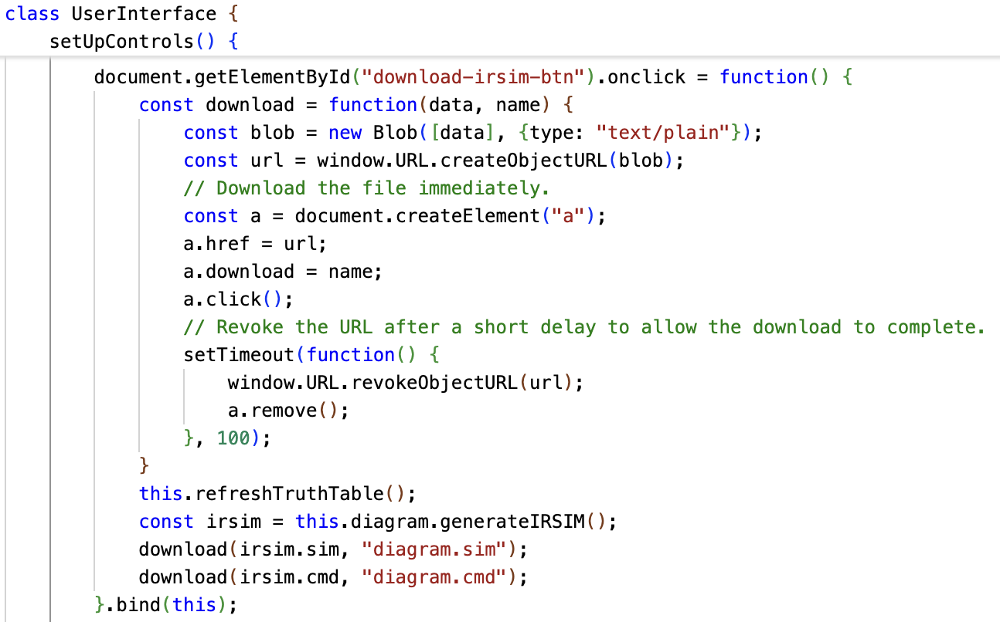 class UserInterface {
    setUpControls() {
        document.getElementById("download-irsim-btn").onclick = function() {
            const download = function(data, name) {
                const blob = new Blob([data], {type: "text/plain"});
                const url = window.URL.createObjectURL(blob);
                // Download the file immediately.
                const a = document.createElement("a");
                a.href = url;
                a.download = name;
                a.click();
                // Revoke the URL after a short delay to allow the download to complete.
                setTimeout(function() {
                    window.URL.revokeObjectURL(url);
                    a.remove();
                }, 100);
            }
            this.refreshTruthTable();
            const irsim = this.diagram.generateIRSIM();
            download(irsim.sim, "diagram.sim");
            download(irsim.cmd, "diagram.cmd");
        }.bind(this);